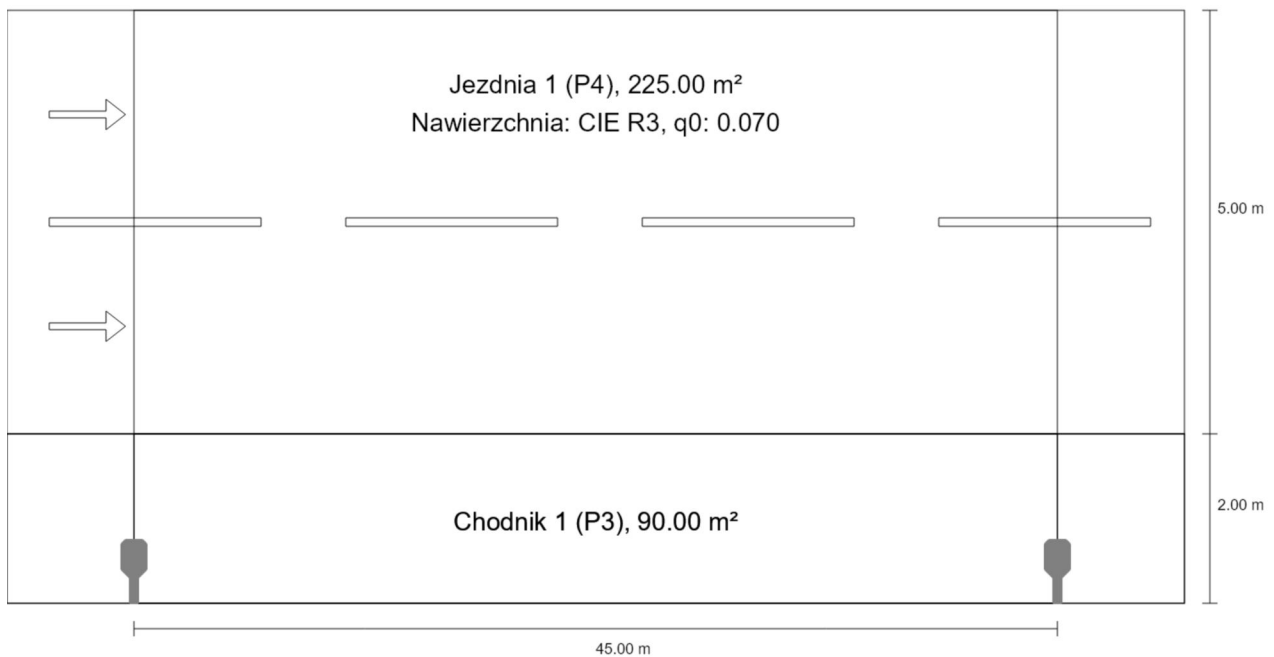 Jezdnia 1 (P4), 225.00 m²
Nawierzchnia: CIE R3, q0: 0.070
5.00 m
Chodnik 1 (P3), 90.00 m²
2.00 m
45.00 m